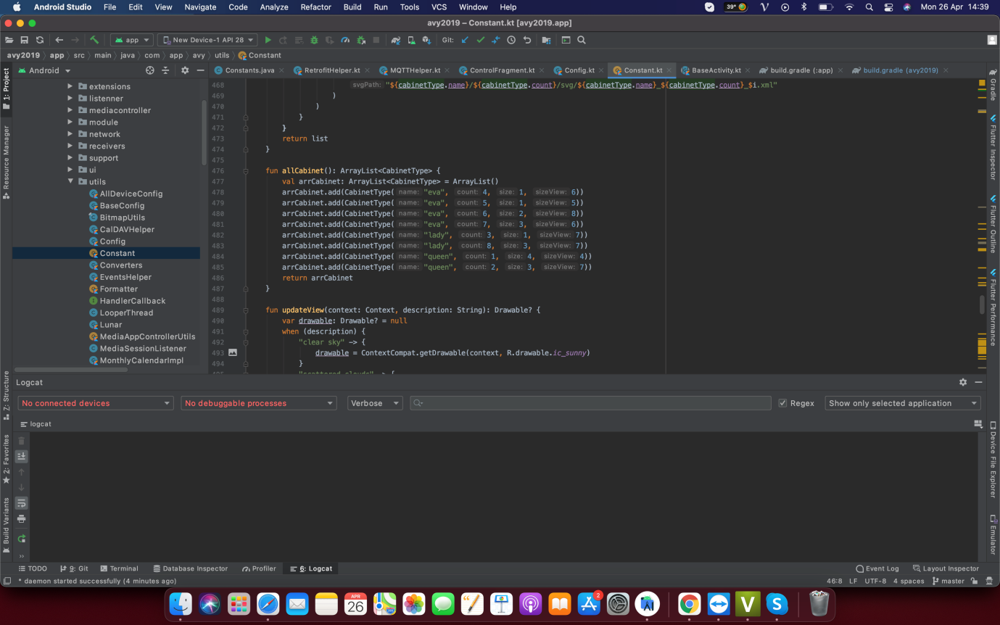 Android Studio File Edit View Navigate Code Analyze Refactor Build Run Tools VCS Window Help 39° Mon 26 Apr 14:39
avy2019 – Constant.kt [avy2019.app]
app New Device-1 API 28 Git:
avy2019 app src main java com app avy utils Constant
Android Constants.java RetrofitHelper.kt MQTTHelper.kt ControlFragment.kt Config.kt Constant.kt BaseActivity.kt build.gradle (:app) build.gradle (avy2019)
1: Project
Resource Manager
Z: Structure
2: Favorites
Build Variants
extensions
listenner
mediacontroller
module
network
receivers
support
ui
utils
AllDeviceConfig
BaseConfig
BitmapUtils
CalDAVHelper
Config
Constant
Converters
EventsHelper
Formatter
HandlerCallback
LooperThread
Lunar
MediaAppControllerUtils
MediaSessionListener
MonthlyCalendarImpl
468 svgPath: "${cabinetType.name}/${cabinetType.count}/svg/${cabinetType.name}_${cabinetType.count}_$i.xml"
469 )
470 )
471 }
472 }
473 return list
474 }
475
476 fun allCabinet(): ArrayList<CabinetType> {
477 val arrCabinet: ArrayList<CabinetType> = ArrayList()
478 arrCabinet.add(CabinetType( name: "eva", count: 4, size: 1, sizeView: 6))
479 arrCabinet.add(CabinetType( name: "eva", count: 5, size: 1, sizeView: 5))
480 arrCabinet.add(CabinetType( name: "eva", count: 6, size: 2, sizeView: 8))
481 arrCabinet.add(CabinetType( name: "eva", count: 7, size: 3, sizeView: 6))
482 arrCabinet.add(CabinetType( name: "lady", count: 3, size: 1, sizeView: 7))
483 arrCabinet.add(CabinetType( name: "lady", count: 8, size: 3, sizeView: 7))
484 arrCabinet.add(CabinetType( name: "queen", count: 1, size: 4, sizeView: 4))
485 arrCabinet.add(CabinetType( name: "queen", count: 2, size: 3, sizeView: 7))
486 return arrCabinet
487 }
488
489 fun updateView(context: Context, description: String): Drawable? {
490 var drawable: Drawable? = null
491 when (description) {
492 "clear sky" -> {
493 drawable = ContextCompat.getDrawable(context, R.drawable.ic_sunny)
494 }
Gradle
Flutter Inspector
Flutter Outline
Flutter Performance
Device File Explorer
Emulator
Logcat
No connected devices No debuggable processes Verbose Regex Show only selected application
logcat
TODO 9: Git Terminal Database Inspector Profiler 6: Logcat Event Log Layout Inspector
* daemon started successfully (4 minutes ago) 46:8 LF UTF-8 4 spaces master
APR
26
2